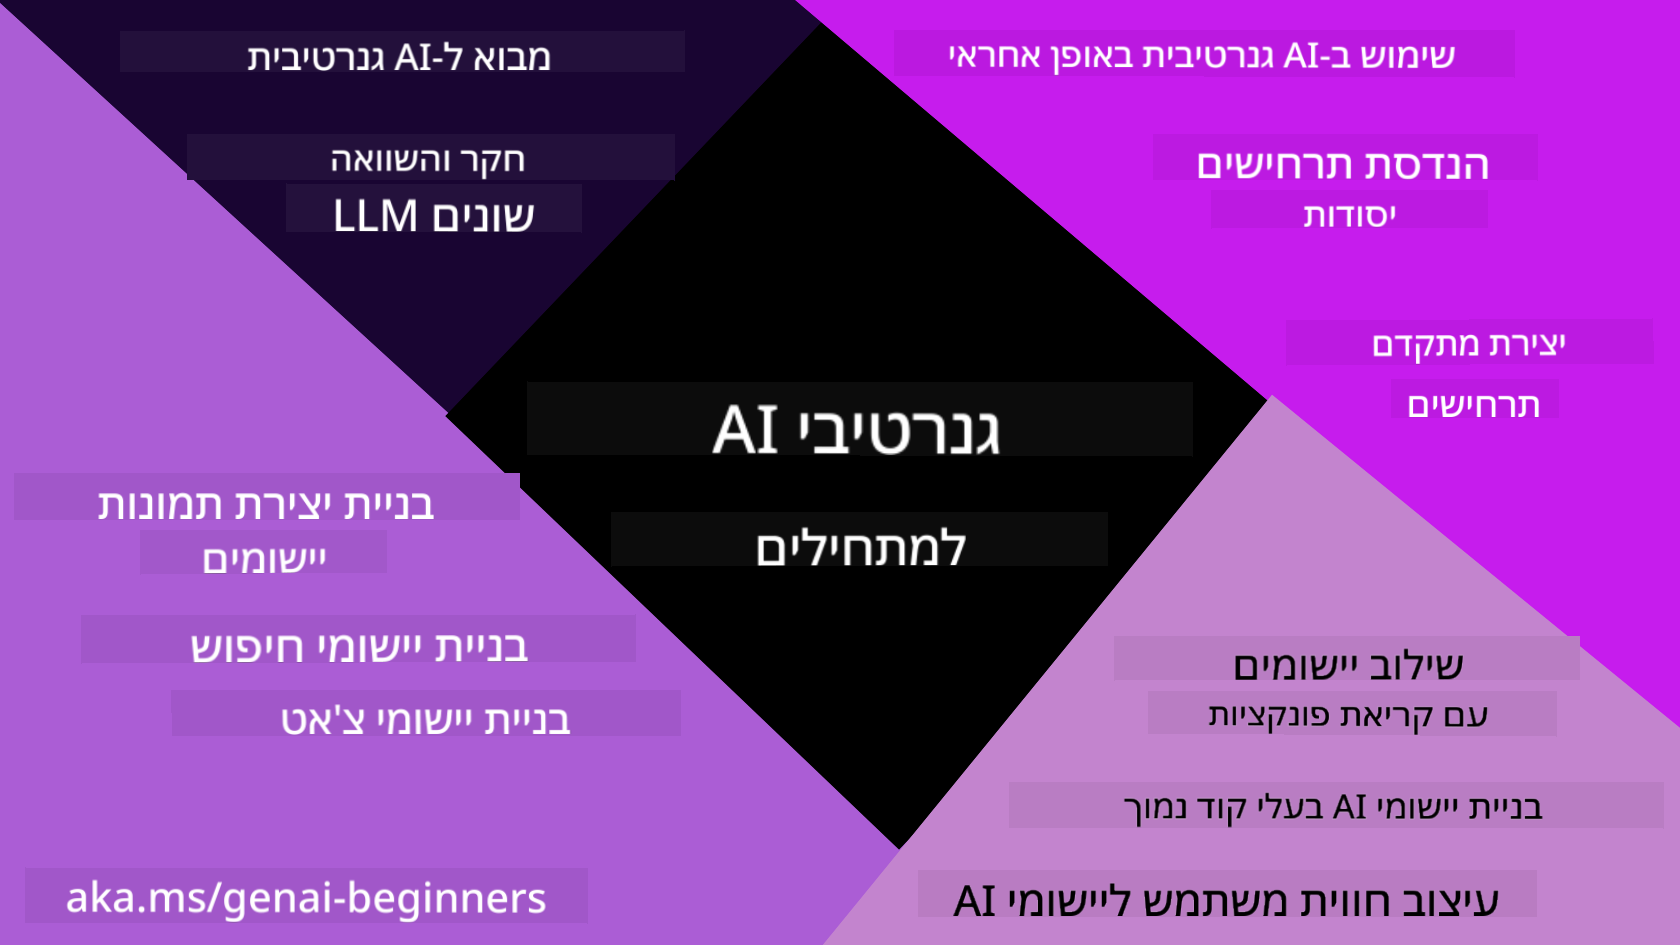 מבוא ל-AI גנרטיבית
חקר והשוואה
LLM שונים
שימוש ב-AI גנרטיבית באופן אחראי
הנדסת תרחישים
יסודות
יצירת מתקדם
תרחישים
AI גנרטיבי
למתחילים
בניית יצירת תמונות
יישומים
בניית יישומי חיפוש
בניית יישומי צ'אט
שילוב יישומים
עם קריאת פונקציות
בניית יישומי AI בעלי קוד נמוך
עיצוב חווית משתמש ליישומי AI
aka.ms/genai-beginners